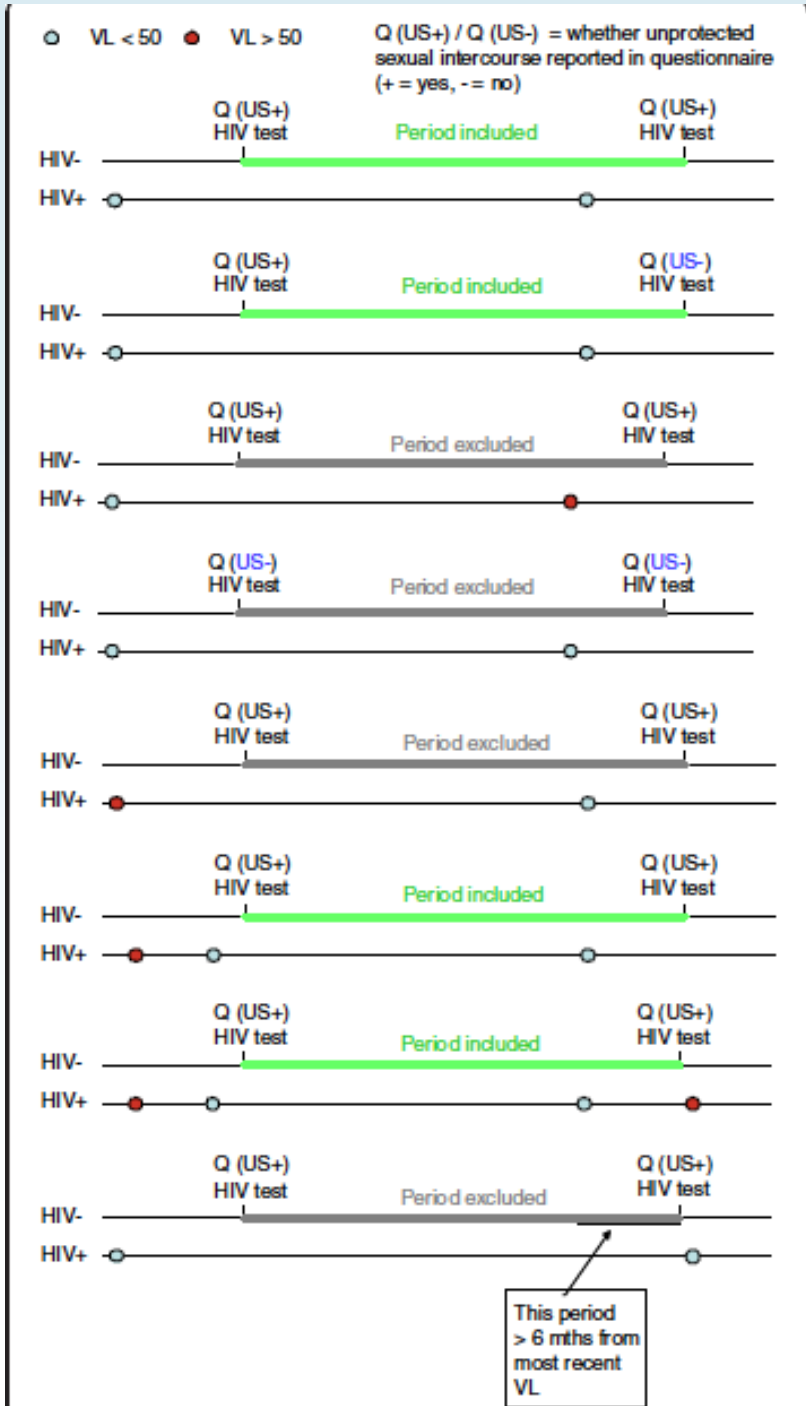 VL < 50 VL > 50
Q (US+) / Q (US-) = whether unprotected
sexual intercourse reported in questionnaire
(+ = yes, - = no)
Q (US+) Q (US+)
HIV test Period included HIV test
HIV-
HIV+
Q (US+) Q (US-)
HIV test Period included HIV test
HIV-
HIV+
Q (US+) Q (US+)
HIV test Period excluded HIV test
HIV-
HIV+
Q (US-) Q (US-)
HIV test Period excluded HIV test
HIV-
HIV+
Q (US+) Q (US+)
HIV test Period excluded HIV test
HIV-
HIV+
Q (US+) Q (US+)
HIV test Period included HIV test
HIV-
HIV+
Q (US+) Q (US+)
HIV test Period included HIV test
HIV-
HIV+
Q (US+) Q (US+)
HIV test Period excluded HIV test
HIV-
HIV+
This period
> 6 mths from
most recent
VL